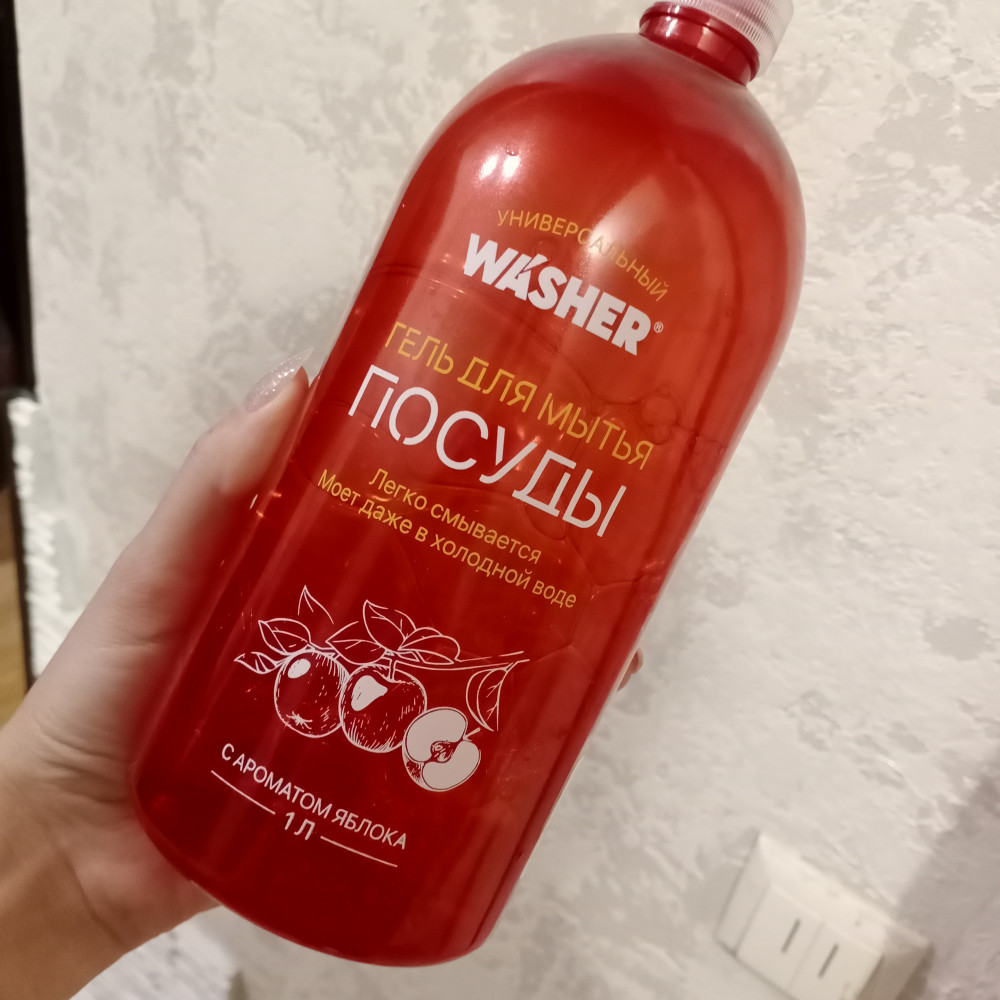 УНИВЕРСАЛЬНЫЙ
WASHER®
ГЕЛЬ ДЛЯ МЫТЬЯ
ПОСУДЫ
Легко смывается
Моет даже в холодной воде
С АРОМАТОМ ЯБЛОКА
1 Л